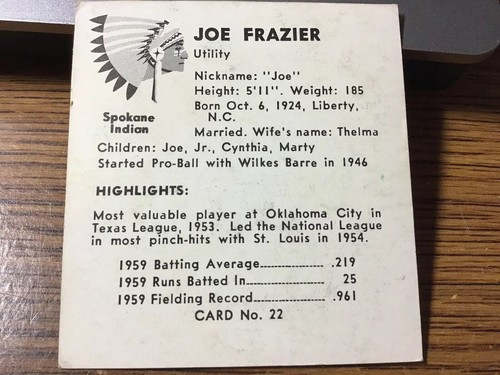 JOE FRAZIER
Utility
Nickname: "Joe"
Height: 5'11". Weight: 185
Born Oct. 6, 1924, Liberty,
N.C.
Spokane
Indian
Married. Wife's name: Thelma
Children: Joe, Jr., Cynthia, Marty
Started Pro-Ball with Wilkes Barre in 1946
HIGHLIGHTS:
Most valuable player at Oklahoma City in
Texas League, 1953. Led the National League
in most pinch-hits with St. Louis in 1954.
1959 Batting Average.................... .219
1959 Runs Batted In..................... 25
1959 Fielding Record.................... .961
CARD No. 22